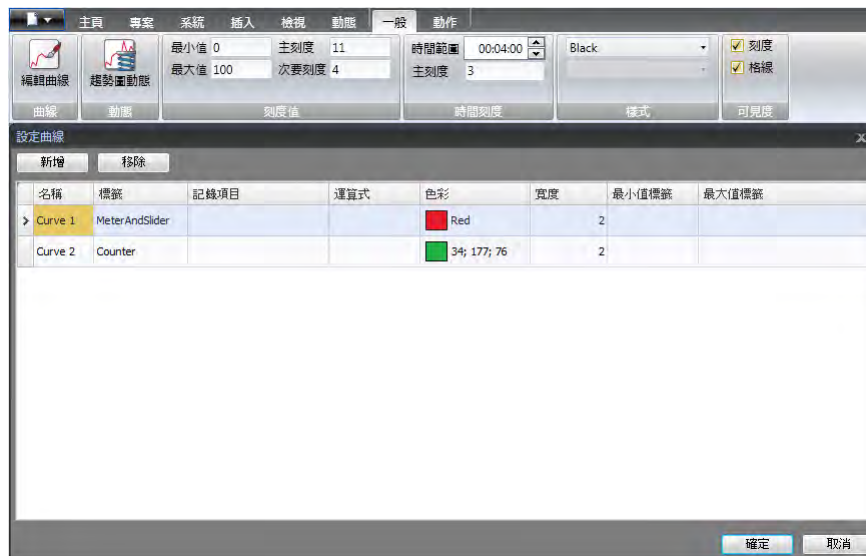 主頁 專案 系統 插入 檢視 動態 一般 動作
最小值 0 主刻度 11 時間範圍 00:04:00 Black 刻度
編輯曲線 趨勢圖動態 最大值 100 次要刻度 4 主刻度 3 格線
曲線 動態 刻度值 時間刻度 樣式 可見度
設定曲線 X
新增 移除
名稱 標籤 記錄項目 運算式 色彩 寬度 最小值標籤 最大值標籤
Curve 1 MeterAndSlider Red 2
Curve 2 Counter 34; 177; 76 2
確定 取消